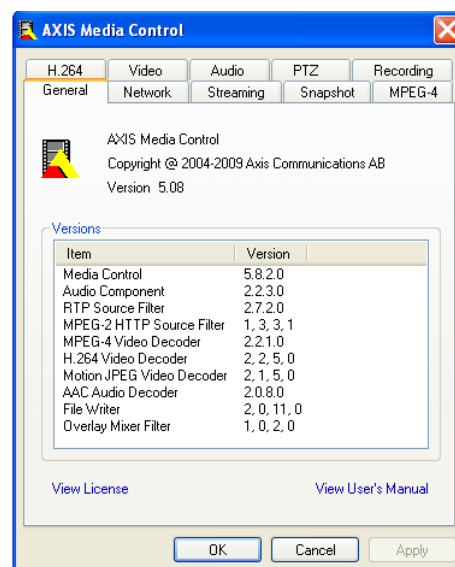 AXIS Media Control
H.264 Video Audio PTZ Recording
General Network Streaming Snapshot MPEG-4
AXIS Media Control
Copyright @ 2004-2009 Axis Communications AB
Version 5.08
Versions
Item Version
Media Control 5.8.2.0
Audio Component 2.2.3.0
RTP Source Filter 2.7.2.0
MPEG-2 HTTP Source Filter 1, 3, 3, 1
MPEG-4 Video Decoder 2.2.1.0
H.264 Video Decoder 2, 2, 5, 0
Motion JPEG Video Decoder 2, 1, 5, 0
AAC Audio Decoder 2.0.8.0
File Writer 2, 0, 11, 0
Overlay Mixer Filter 1, 0, 2, 0
View License View User's Manual
OK Cancel Apply